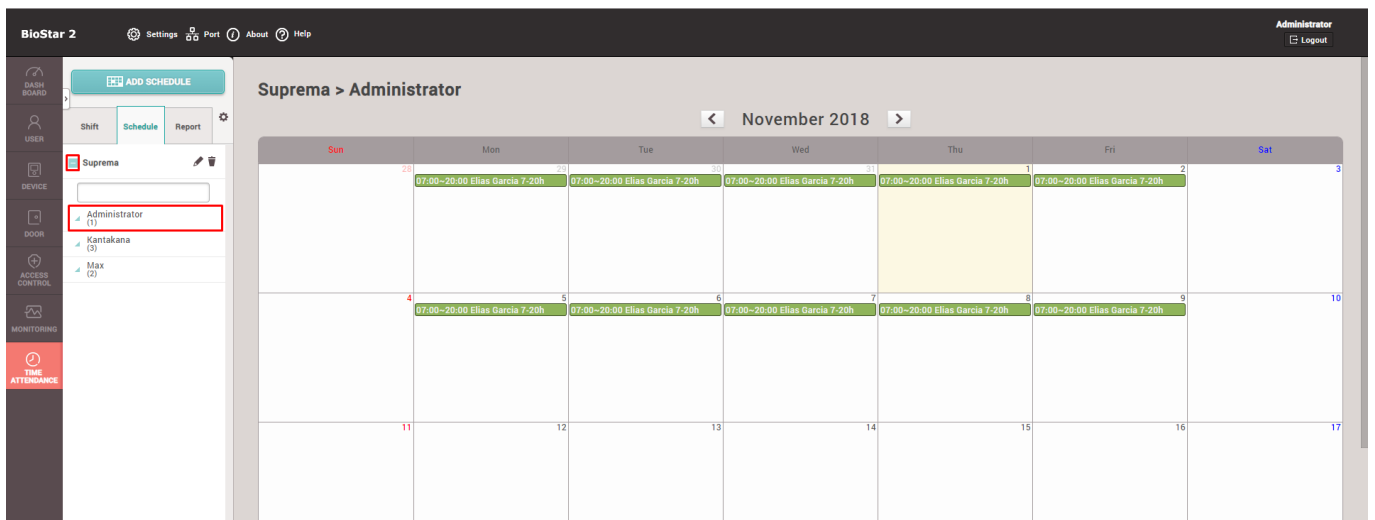 BioStar 2
Settings
Port
About
Help
Administrator
Logout
DASH
BOARD
USER
DEVICE
DOOR
ACCESS
CONTROL
MONITORING
TIME
ATTENDANCE
ADD SCHEDULE
Shift
Schedule
Report
Suprema
Administrator
(1)
Kantakana
(3)
Max
(2)
Suprema > Administrator
November 2018
Sun Mon Tue Wed Thu Fri Sat
28 29 30 31 1 2 3
07:00~20:00 Elias Garcia 7-20h
07:00~20:00 Elias Garcia 7-20h
07:00~20:00 Elias Garcia 7-20h
07:00~20:00 Elias Garcia 7-20h
07:00~20:00 Elias Garcia 7-20h
4 5 6 7 8 9 10
07:00~20:00 Elias Garcia 7-20h
07:00~20:00 Elias Garcia 7-20h
07:00~20:00 Elias Garcia 7-20h
07:00~20:00 Elias Garcia 7-20h
07:00~20:00 Elias Garcia 7-20h
11 12 13 14 15 16 17